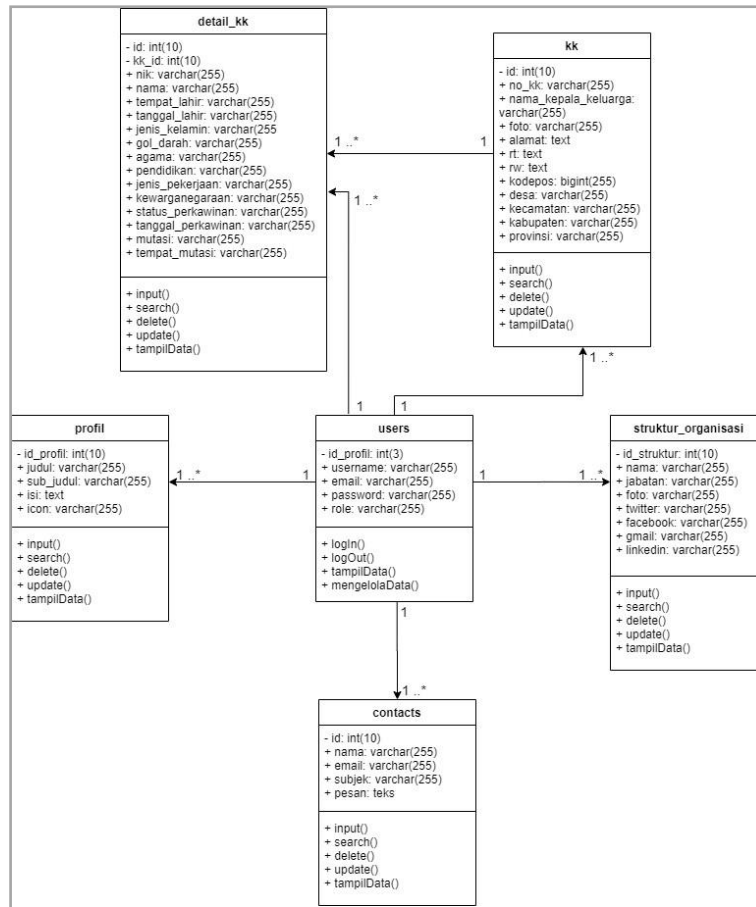 detail_kk
- id: int(10)
- kk_id: int(10)
+ nik: varchar(255)
+ nama: varchar(255)
+ tempat_lahir: varchar(255)
+ tanggal_lahir: varchar(255)
+ jenis_kelamin: varchar(255
+ gol_darah: varchar(255)
+ agama: varchar(255)
+ pendidikan: varchar(255)
+ jenis_pekerjaan: varchar(255)
+ kewarganegaraan: varchar(255)
+ status_perkawinan: varchar(255)
+ tanggal_perkawinan: varchar(255)
+ mutasi: varchar(255)
+ tempat_mutasi: varchar(255)
+ input()
+ search()
+ delete()
+ update()
+ tampilData()
kk
- id: int(10)
+ no_kk: varchar(255)
+ nama_kepala_keluarga:
varchar(255)
+ foto: varchar(255)
+ alamat: text
+ rt: text
+ rw: text
+ kodepos: bigint(255)
+ desa: varchar(255)
+ kecamatan: varchar(255)
+ kabupaten: varchar(255)
+ provinsi: varchar(255)
+ input()
+ search()
+ delete()
+ update()
+ tampilData()
1 ..*
1
1 ..*
1 ..*
1
1
profil
- id_profil: int(10)
+ judul: varchar(255)
+ sub_judul: varchar(255)
+ isi: text
+ icon: varchar(255)
+ input()
+ search()
+ delete()
+ update()
+ tampilData()
1 ..*
1
users
- id_profil: int(3)
+ username: varchar(255)
+ email: varchar(255)
+ password: varchar(255)
+ role: varchar(255)
+ logIn()
+ logOut()
+ tampilData()
+ mengelolaData()
1
1 ..*
struktur_organisasi
- id_struktur: int(10)
+ nama: varchar(255)
+ jabatan: varchar(255)
+ foto: varchar(255)
+ twitter: varchar(255)
+ facebook: varchar(255)
+ gmail: varchar(255)
+ linkedin: varchar(255)
+ input()
+ search()
+ delete()
+ update()
+ tampilData()
1
1 ..*
contacts
- id: int(10)
+ nama: varchar(255)
+ email: varchar(255)
+ subjek: varchar(255)
+ pesan: teks
+ input()
+ search()
+ delete()
+ update()
+ tampilData()